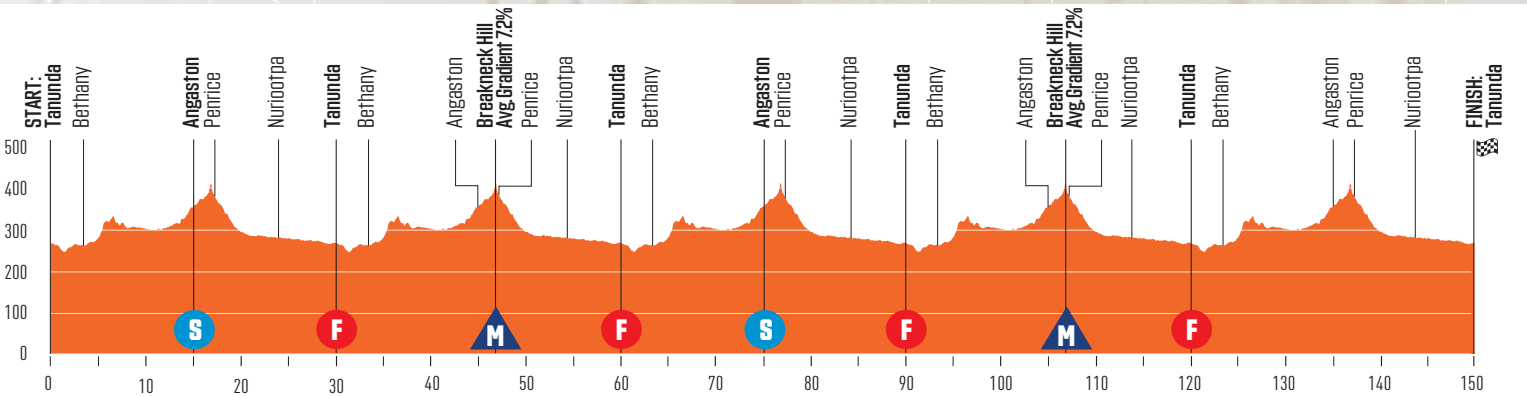 START:
Tanunda
Bethany
Angaston
Penrice
Nuriootpa
Tanunda
Bethany
Angaston
Breakneck Hill
Avg. Gradient 7.2%
Penrice
Nuriootpa
Tanunda
Bethany
Angaston
Penrice
Nuriootpa
Tanunda
Bethany
Angaston
Breakneck Hill
Avg. Gradient 7.2%
Penrice
Nuriootpa
Tanunda
Bethany
Angaston
Penrice
Nuriootpa
FINISH:
Tanunda
500
400
300
200
100
0
S F M F S F M F
0 10 20 30 40 50 60 70 80 90 100 110 120 130 140 150